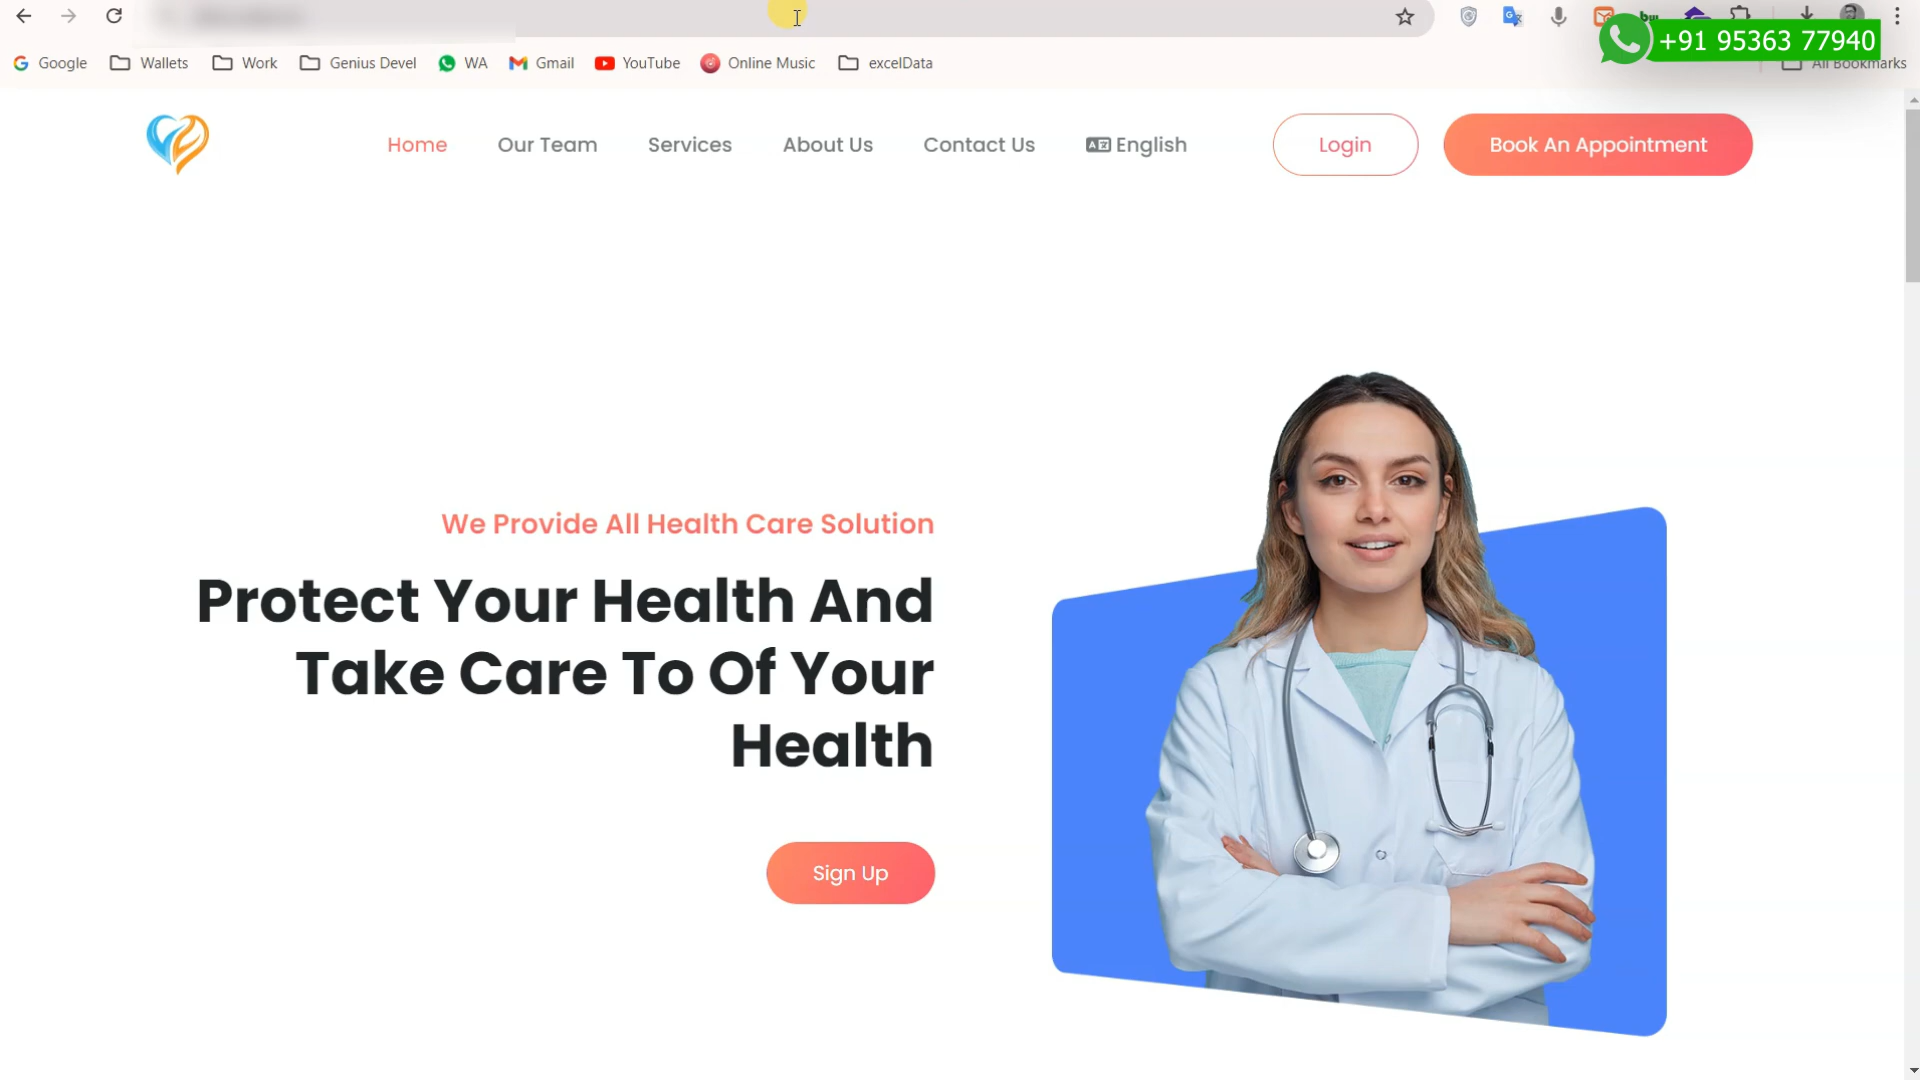 +91 95363 77940
Google Wallets Work Genius Devel WA Gmail YouTube Online Music excelData All Bookmarks
Home Our Team Services About Us Contact Us English Login Book An Appointment
We Provide All Health Care Solution
Protect Your Health And
Take Care To Of Your
Health
Sign Up